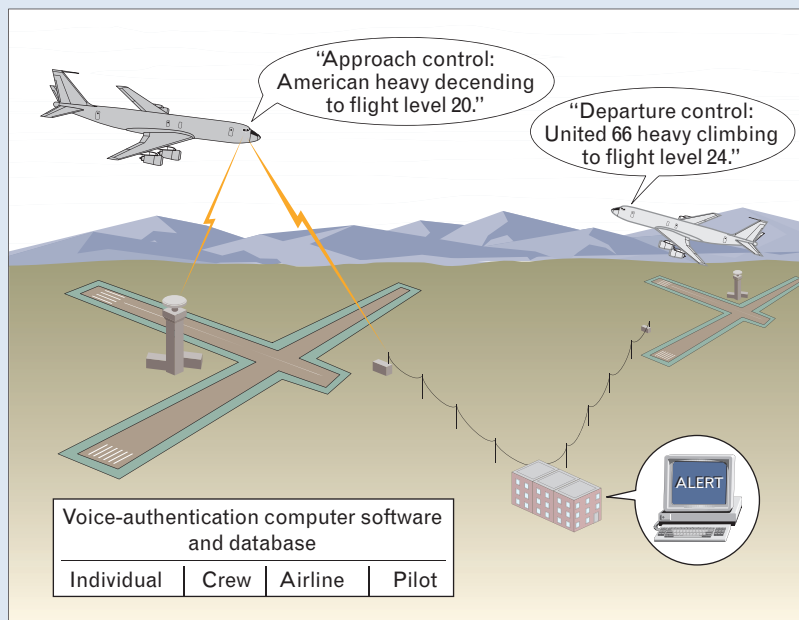 “Approach control:
American heavy decending
to flight level 20.”
“Departure control:
United 66 heavy climbing
to flight level 24.”
ALERT
Voice-authentication computer software
and database
Individual Crew Airline Pilot